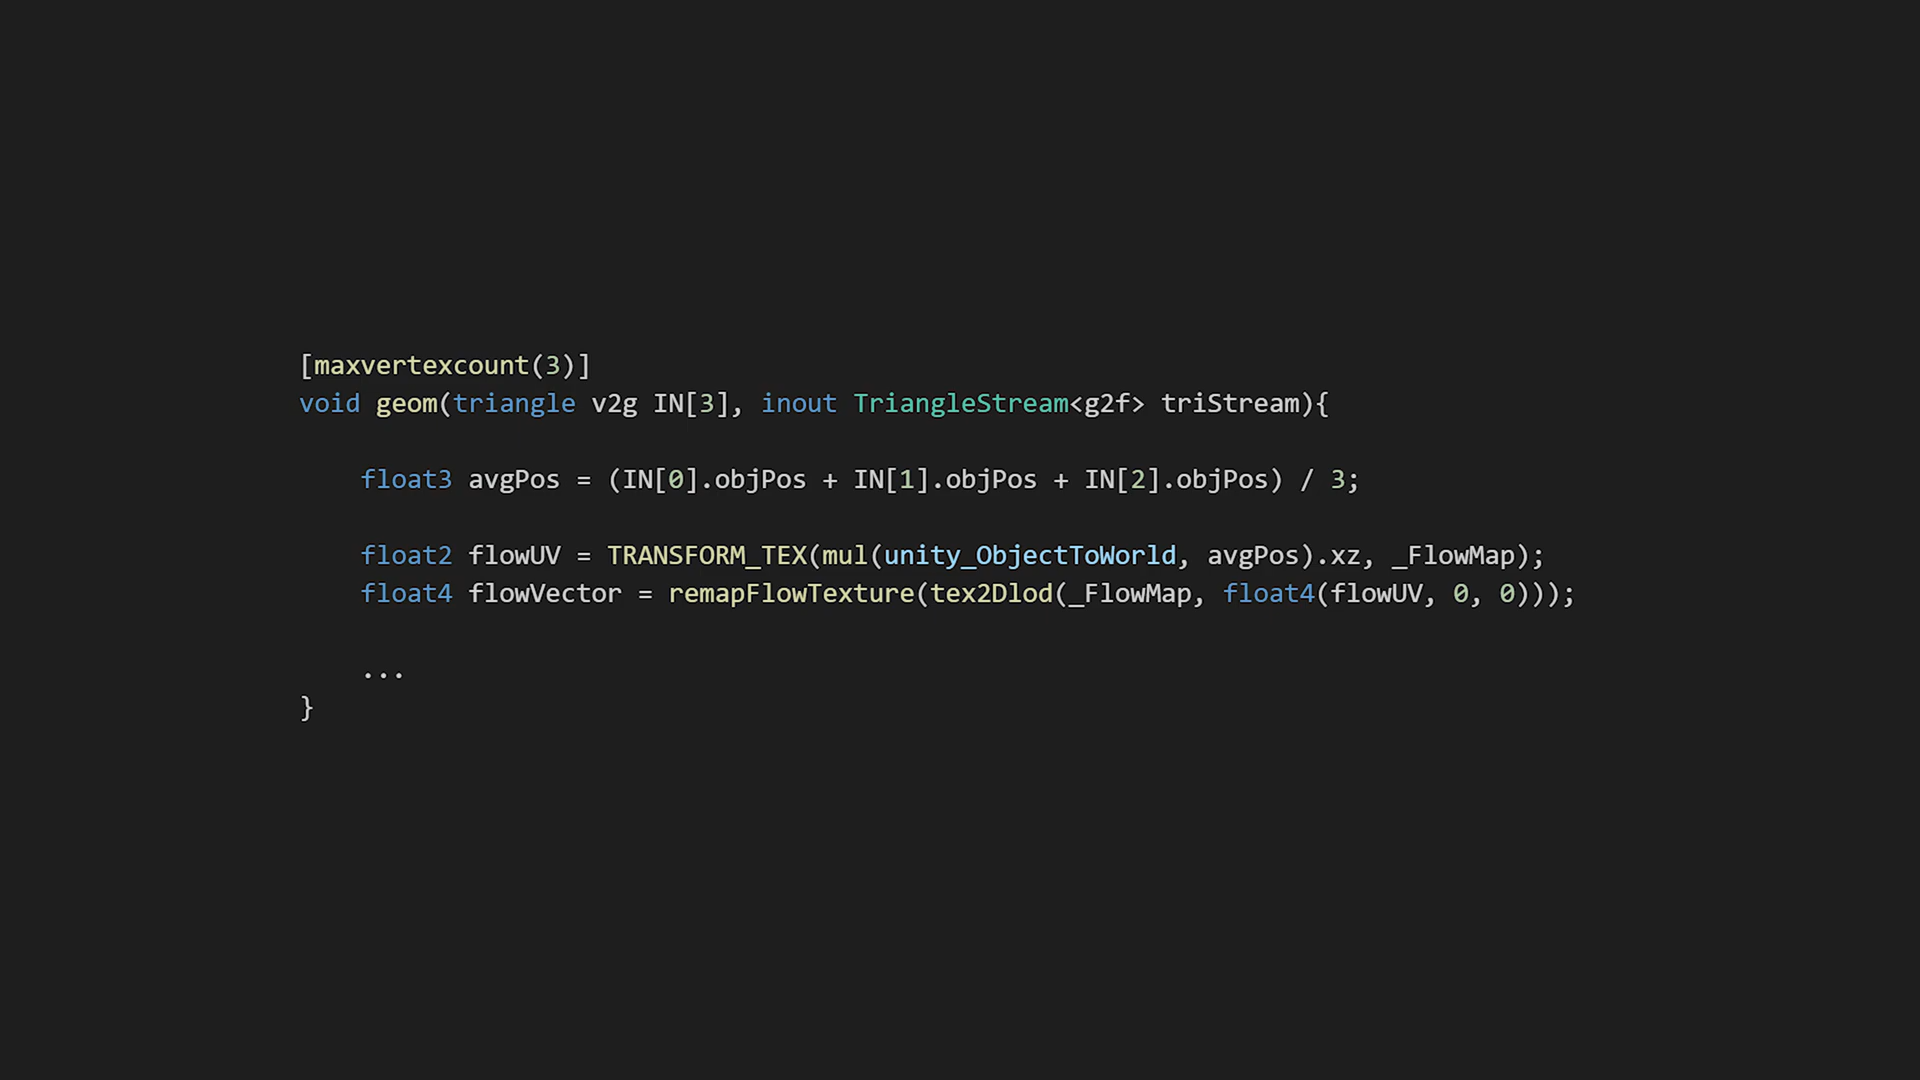 [maxvertexcount(3)]
void geom(triangle v2g IN[3], inout TriangleStream<g2f> triStream){
float3 avgPos = (IN[0].objPos + IN[1].objPos + IN[2].objPos) / 3;
float2 flowUV = TRANSFORM_TEX(mul(unity_ObjectToWorld, avgPos).xz, _FlowMap);
float4 flowVector = remapFlowTexture(tex2Dlod(_FlowMap, float4(flowUV, 0, 0)));
...
}